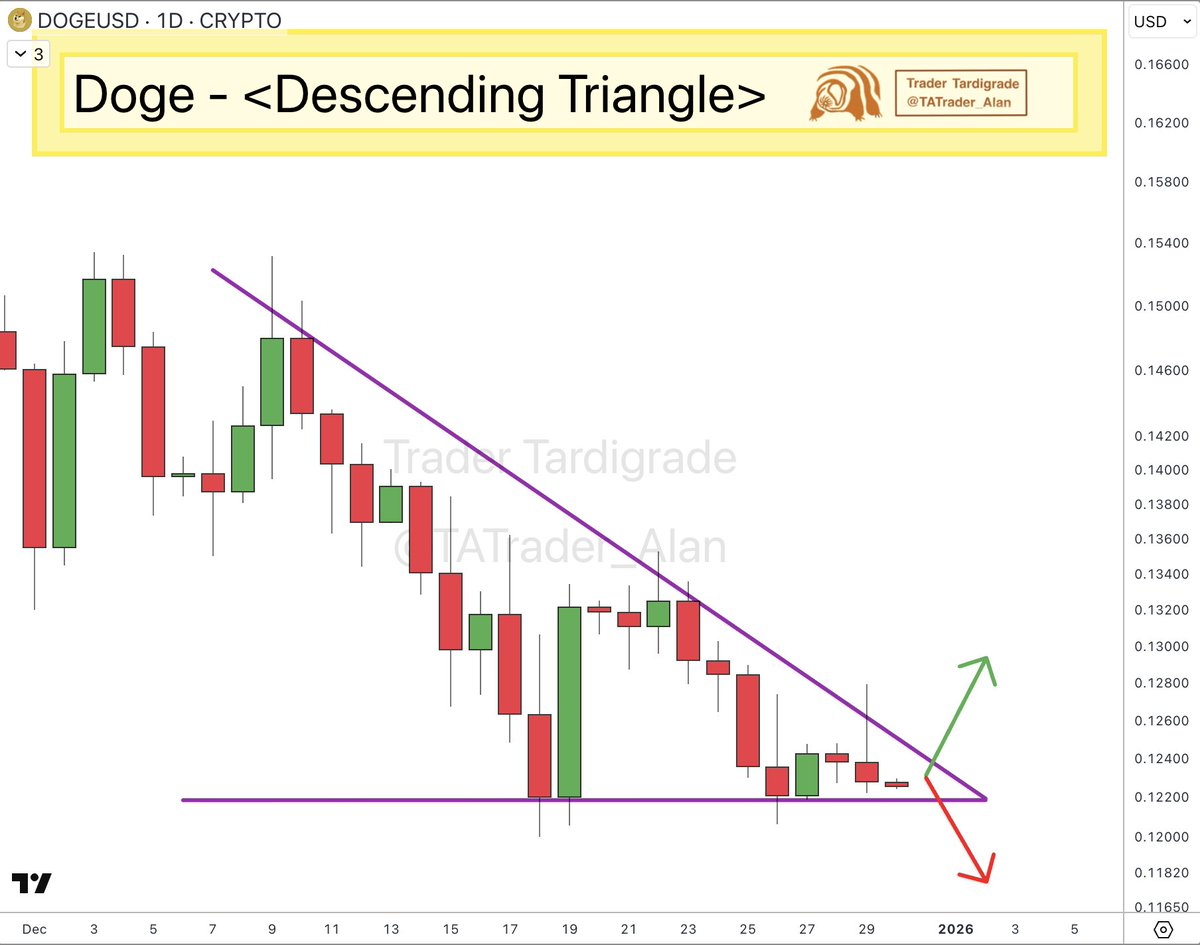 DOGEUSD · 1D · CRYPTO
USD
3
Doge - <Descending Triangle>
Trader Tardigrade
@TATrader_Alan
0.16600
0.16200
0.15800
0.15400
0.15000
0.14600
0.14200
0.14000
0.13800
0.13600
0.13400
0.13200
0.13000
0.12800
0.12600
0.12400
0.12200
0.12000
0.11820
0.11650
Trader Tardigrade
@TATrader_Alan
Dec 3 5 7 9 11 13 15 17 19 21 23 25 27 29 2026 3 5